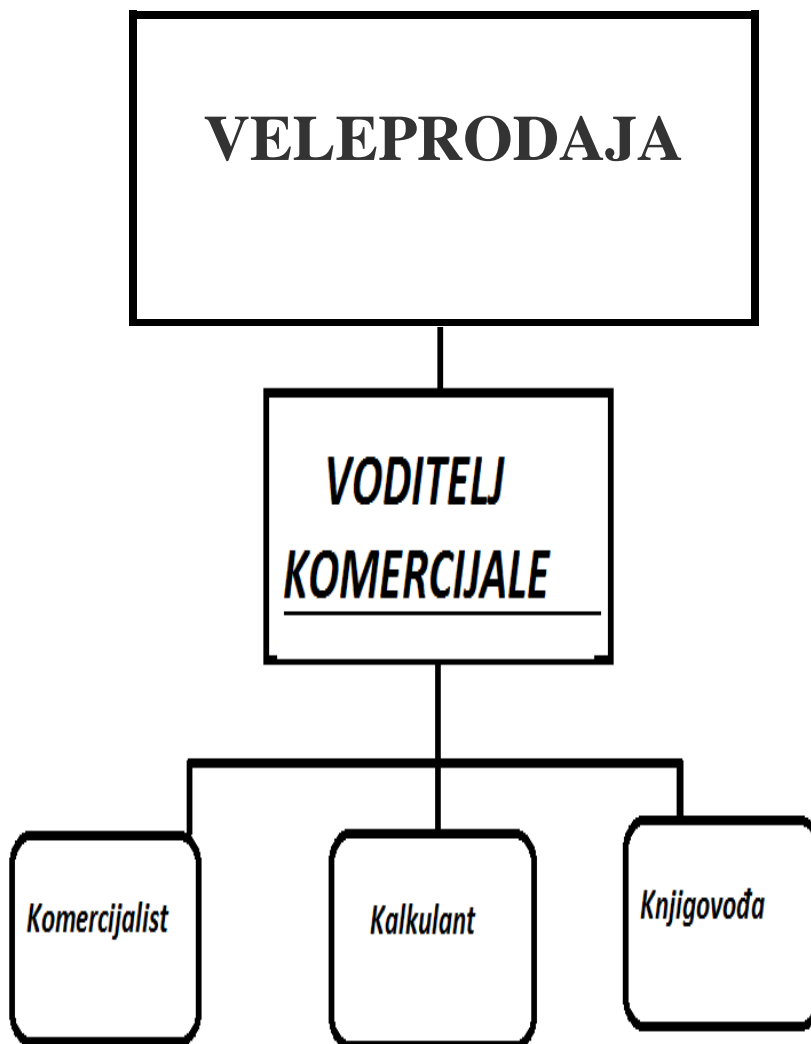 VELEPRODAJA
VODITELJ
KOMERCIJALE
Komercijalist
Kalkulant
Knjigovođa